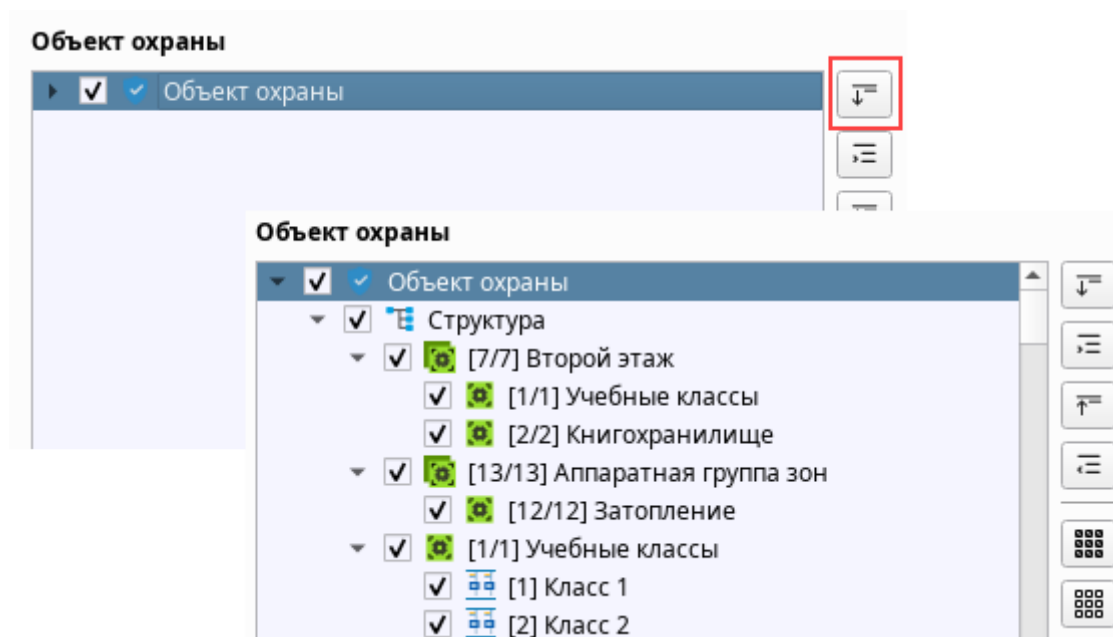 Объект охраны
Объект охраны
Объект охраны
Объект охраны
Структура
[7/7] Второй этаж
[1/1] Учебные классы
[2/2] Книгохранилище
[13/13] Аппаратная группа зон
[12/12] Затопление
[1/1] Учебные классы
[1] Класс 1
[2] Класс 2